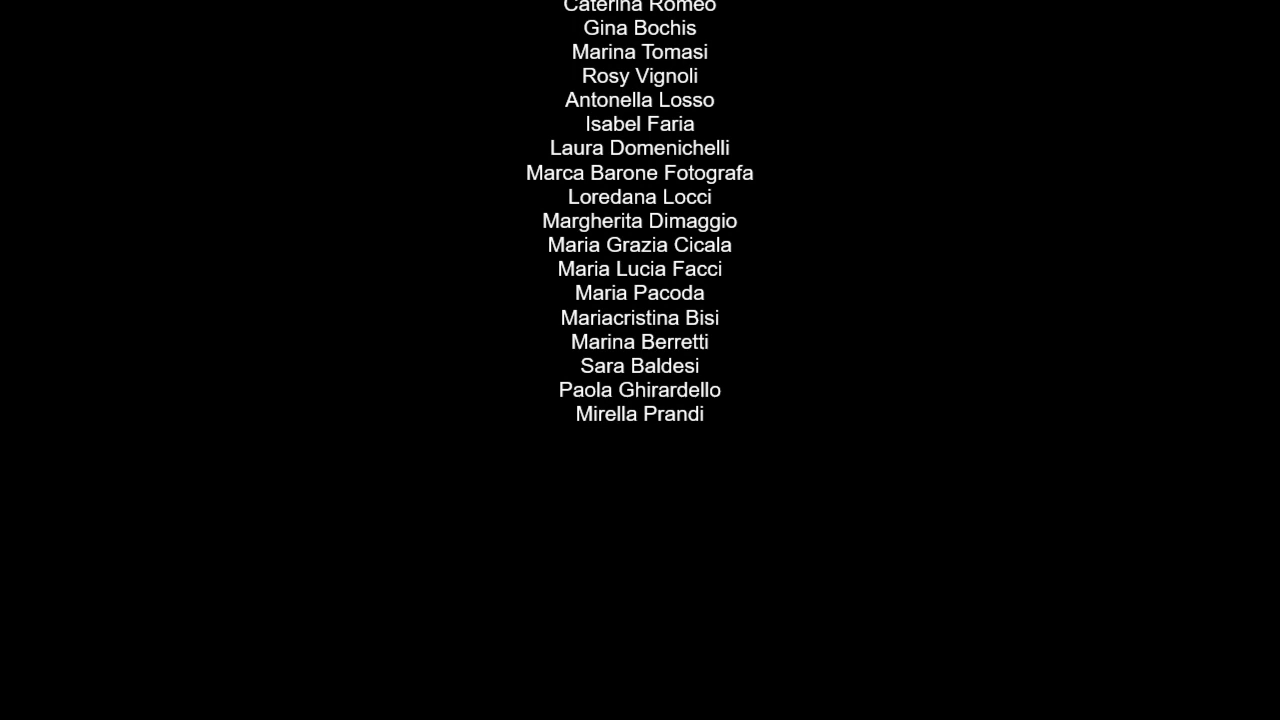 Caterina Romeo
Gina Bochis
Marina Tomasi
Rosy Vignoli
Antonella Losso
Isabel Faria
Laura Domenichelli
Marca Barone Fotografa
Loredana Locci
Margherita Dimaggio
Maria Grazia Cicala
Maria Lucia Facci
Maria Pacoda
Mariacristina Bisi
Marina Berretti
Sara Baldesi
Paola Ghirardello
Mirella Prandi